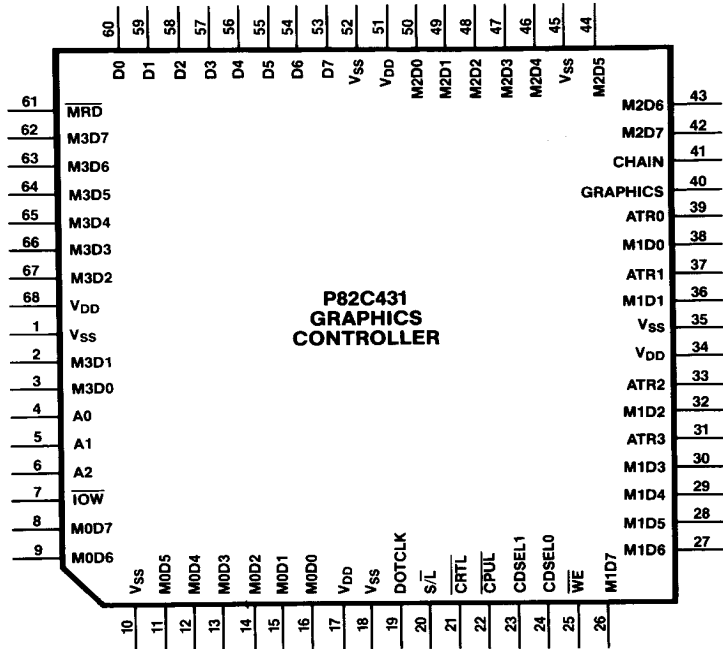 60 59 58 57 56 55 54 53 52 51 50 49 48 47 46 45 44
D0 D1 D2 D3 D4 D5 D6 D7 VSS VDD M2D0 M2D1 M2D2 M2D3 M2D4 VSS M2D5
61 MRD
62 M3D7
63 M3D6
64 M3D5
65 M3D4
66 M3D3
67 M3D2
68 VDD
1 VSS
2 M3D1
3 M3D0
4 A0
5 A1
6 A2
7 IOW
8 M0D7
9 M0D6
P82C431
GRAPHICS
CONTROLLER
M2D6 43
M2D7 42
CHAIN 41
GRAPHICS 40
ATR0 39
M1D0 38
ATR1 37
M1D1 36
VSS 35
VDD 34
ATR2 33
M1D2 32
ATR3 31
M1D3 30
M1D4 29
M1D5 28
M1D6 27
VSS M0D5 M0D4 M0D3 M0D2 M0D1 M0D0 VDD VSS DOTCLK S/L CRTL CPUL CDSEL1 CDSEL0 WE M1D7
10 11 12 13 14 15 16 17 18 19 20 21 22 23 24 25 26